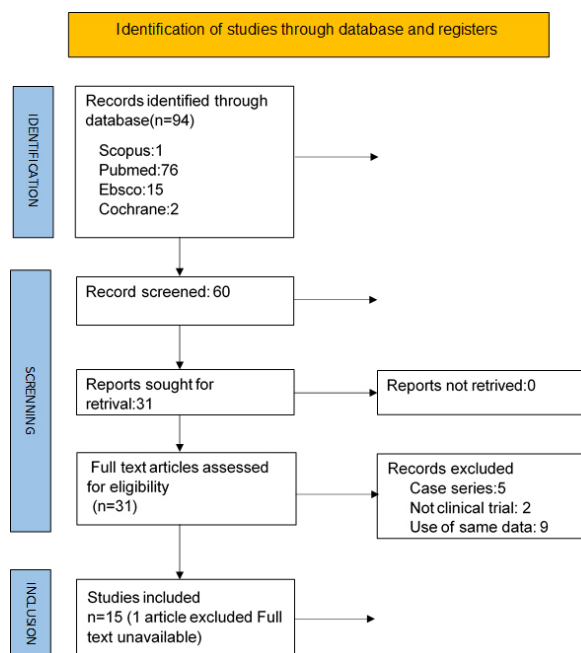 Identification of studies through database and registers
IDENTIFICATION
Records identified through
database(n=94)
Scopus:1
Pubmed:76
Ebsco:15
Cochrane:2
SCRENNING
Record screened: 60
Reports sought for
retrival:31
Reports not retrived:0
Full text articles assessed
for eligibility
(n=31)
Records excluded
Case series:5
Not clinical trial: 2
Use of same data: 9
INCLUSION
Studies included
n=15 (1 article excluded Full
text unavailable)